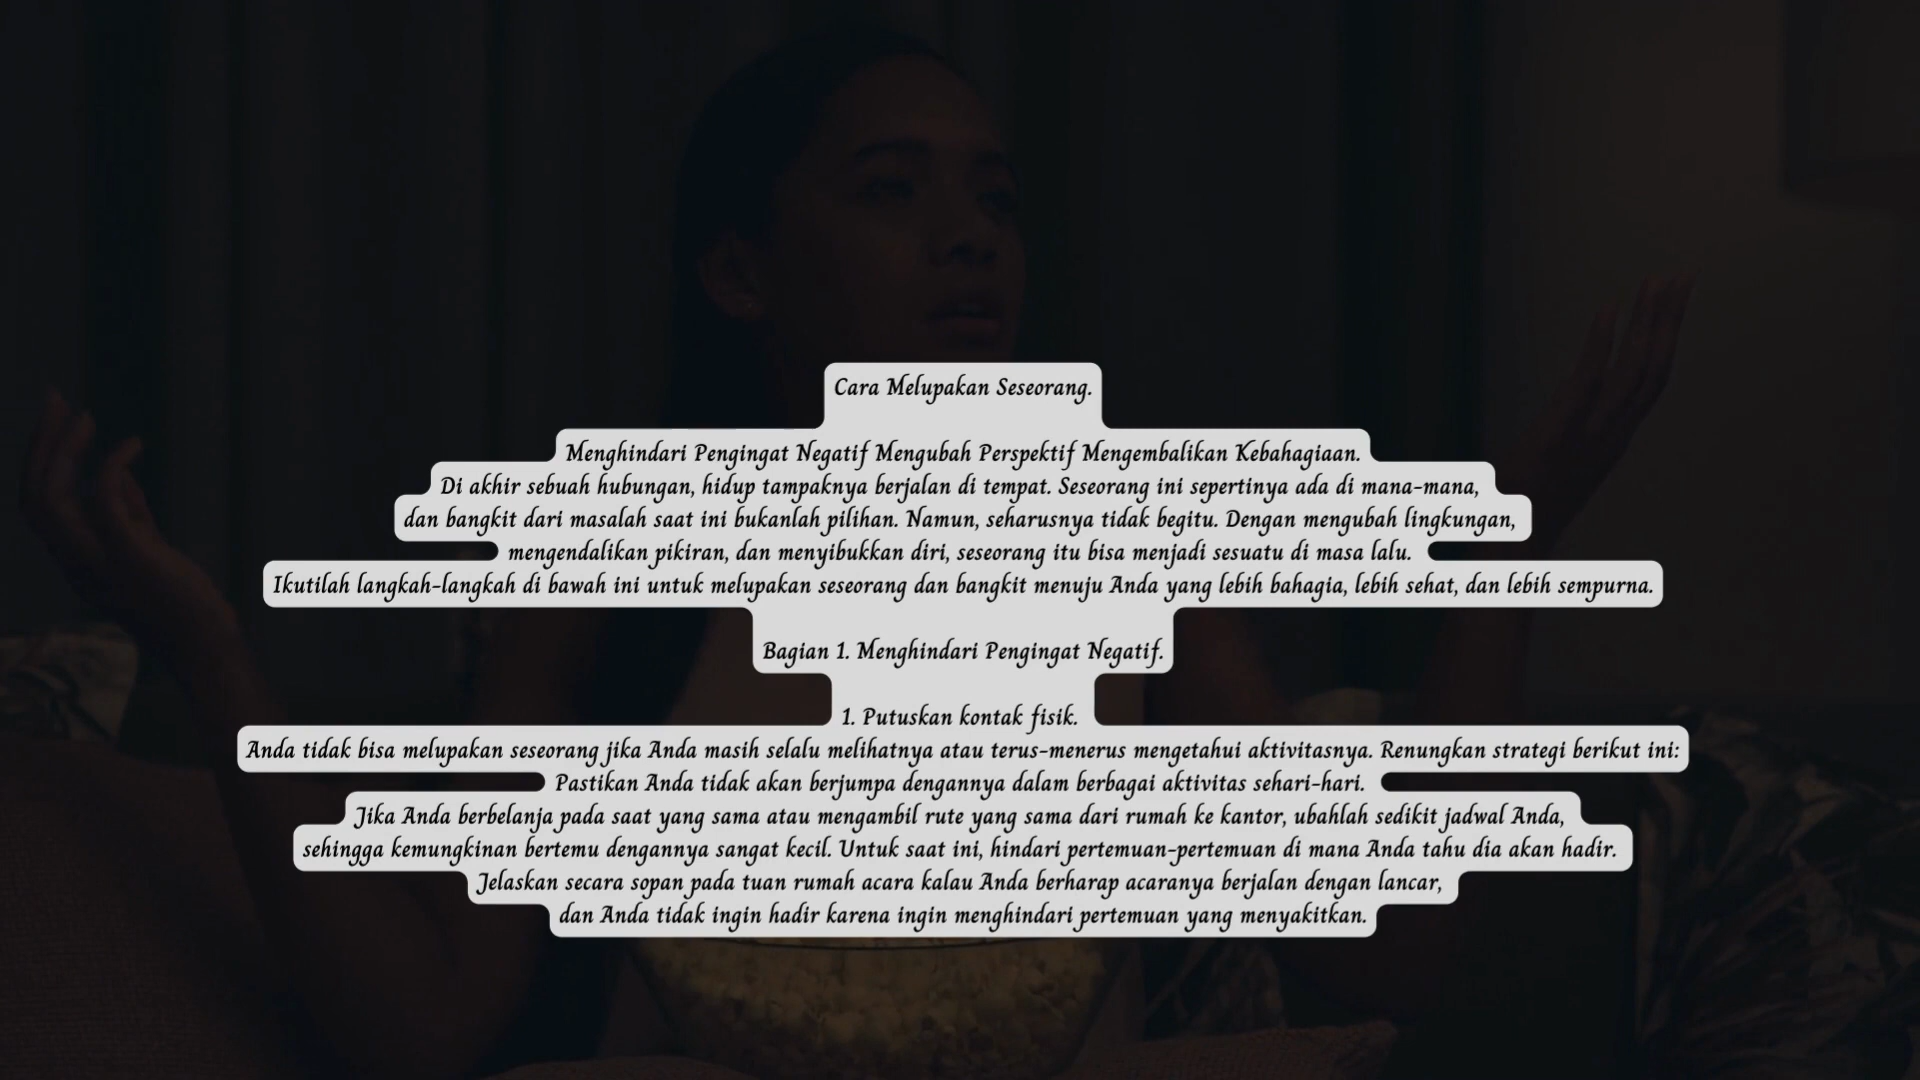 Cara Melupakan Seseorang.
Menghindari Pengingat Negatif Mengubah Perspektif Mengembalikan Kebahagiaan.
Di akhir sebuah hubungan, hidup tampaknya berjalan di tempat. Seseorang ini sepertinya ada di mana-mana,
dan bangkit dari masalah saat ini bukanlah pilihan. Namun, seharusnya tidak begitu. Dengan mengubah lingkungan,
mengendalikan pikiran, dan menyibukkan diri, seseorang itu bisa menjadi sesuatu di masa lalu.
Ikutilah langkah-langkah di bawah ini untuk melupakan seseorang dan bangkit menuju Anda yang lebih bahagia, lebih sehat, dan lebih sempurna.
Bagian 1. Menghindari Pengingat Negatif.
1. Putuskan kontak fisik.
Anda tidak bisa melupakan seseorang jika Anda masih selalu melihatnya atau terus-menerus mengetahui aktivitasnya. Renungkan strategi berikut ini:
Pastikan Anda tidak akan berjumpa dengannya dalam berbagai aktivitas sehari-hari.
Jika Anda berbelanja pada saat yang sama atau mengambil rute yang sama dari rumah ke kantor, ubahlah sedikit jadwal Anda,
sehingga kemungkinan bertemu dengannya sangat kecil. Untuk saat ini, hindari pertemuan-pertemuan di mana Anda tahu dia akan hadir.
Jelaskan secara sopan pada tuan rumah acara kalau Anda berharap acaranya berjalan dengan lancar,
dan Anda tidak ingin hadir karena ingin menghindari pertemuan yang menyakitkan.